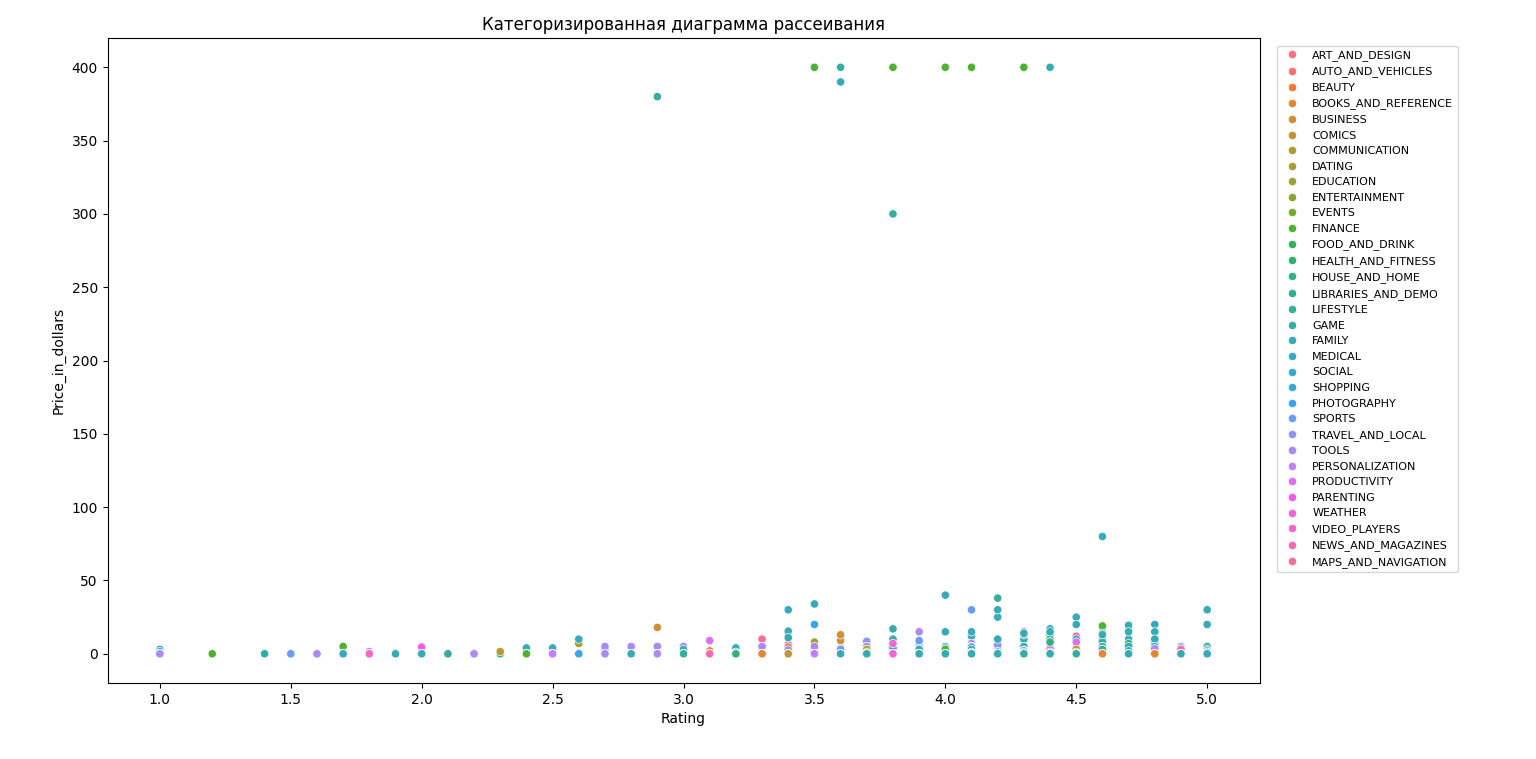 Категоризированная диаграмма рассеивания
Price_in_dollars
400
350
300
250
200
150
100
50
0
1.0
1.5
2.0
2.5
3.0
3.5
4.0
4.5
5.0
Rating
ART_AND_DESIGN
AUTO_AND_VEHICLES
BEAUTY
BOOKS_AND_REFERENCE
BUSINESS
COMICS
COMMUNICATION
DATING
EDUCATION
ENTERTAINMENT
EVENTS
FINANCE
FOOD_AND_DRINK
HEALTH_AND_FITNESS
HOUSE_AND_HOME
LIBRARIES_AND_DEMO
LIFESTYLE
GAME
FAMILY
MEDICAL
SOCIAL
SHOPPING
PHOTOGRAPHY
SPORTS
TRAVEL_AND_LOCAL
TOOLS
PERSONALIZATION
PRODUCTIVITY
PARENTING
WEATHER
VIDEO_PLAYERS
NEWS_AND_MAGAZINES
MAPS_AND_NAVIGATION